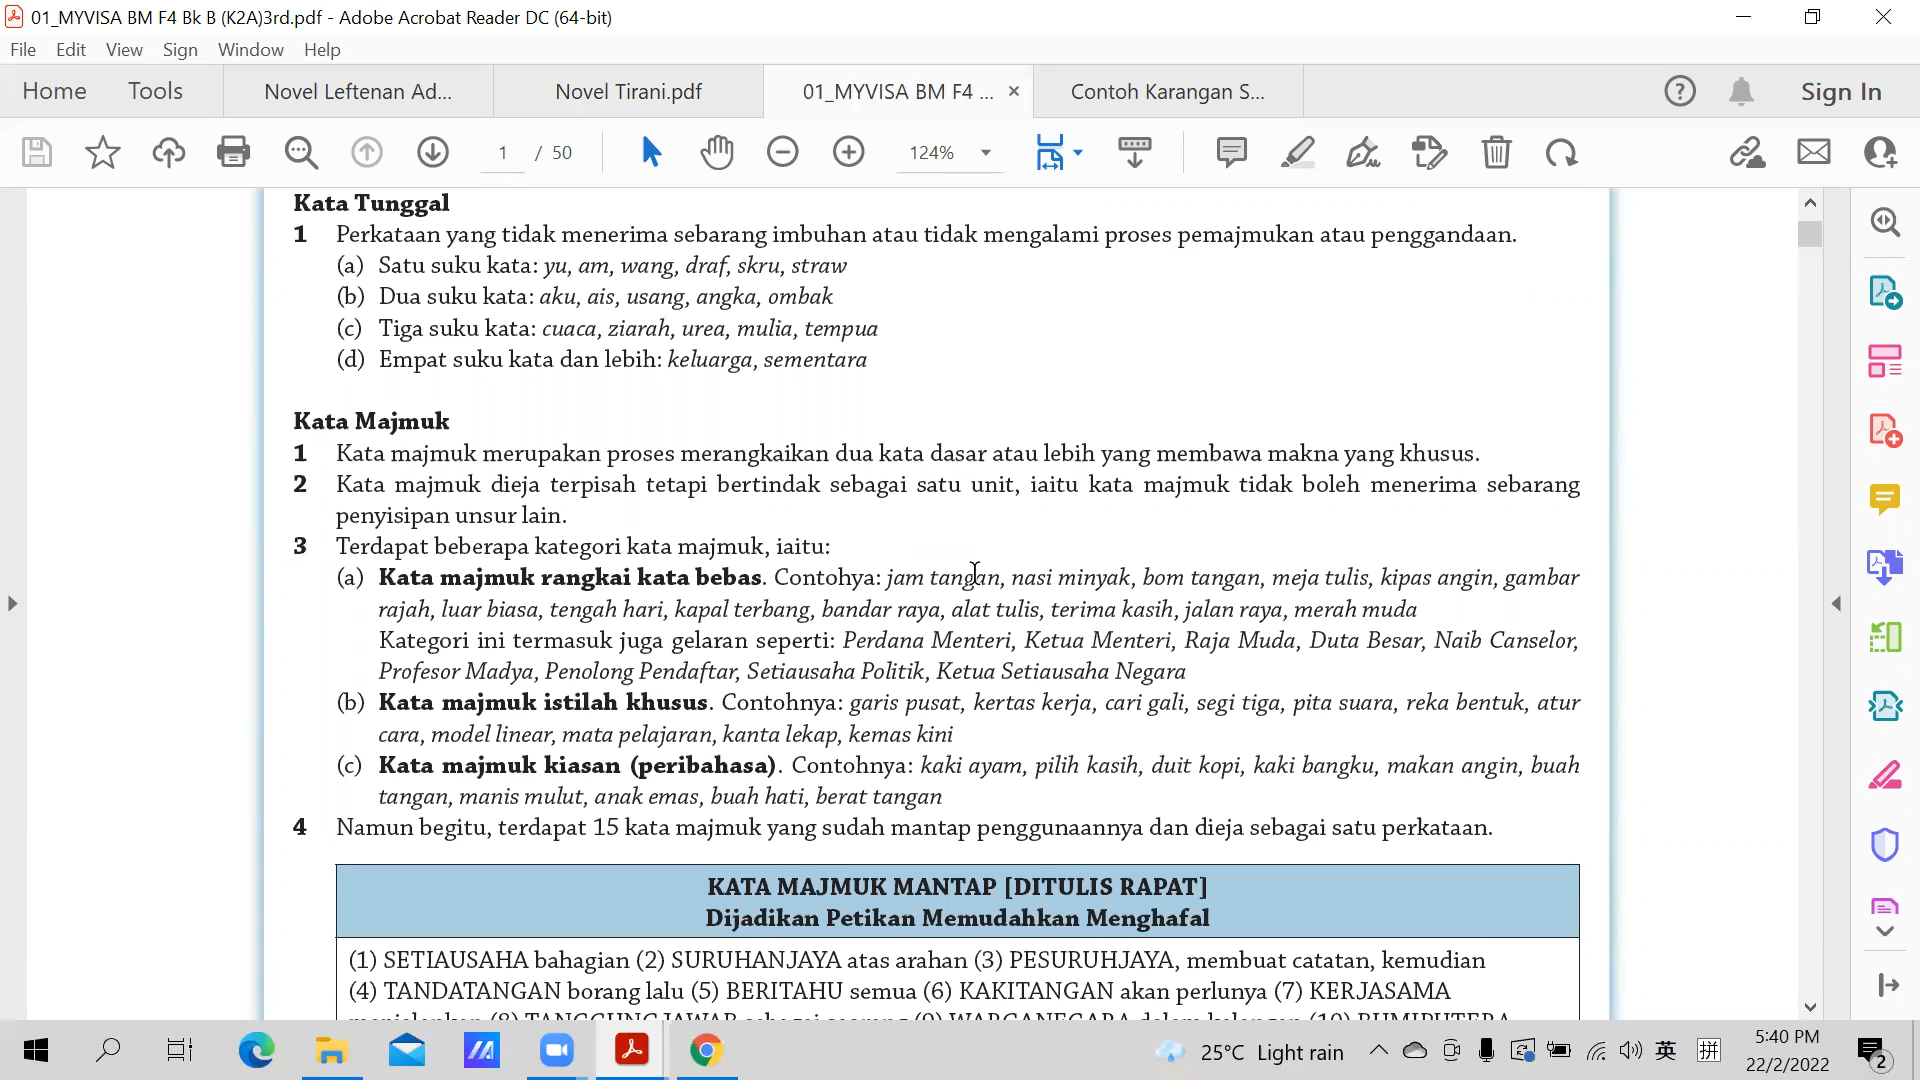 01_MYVISA BM F4 Bk B (K2A)3rd.pdf - Adobe Acrobat Reader DC (64-bit)
File Edit View Sign Window Help
Home Tools Novel Leftenan Ad... Novel Tirani.pdf 01_MYVISA BM F4 ... × Contoh Karangan S... Sign In
1 / 50 124%
Kata Tunggal
1 Perkataan yang tidak menerima sebarang imbuhan atau tidak mengalami proses pemajmukan atau penggandaan.
(a) Satu suku kata: yu, am, wang, draf, skru, straw
(b) Dua suku kata: aku, ais, usang, angka, ombak
(c) Tiga suku kata: cuaca, ziarah, urea, mulia, tempua
(d) Empat suku kata dan lebih: keluarga, sementara
Kata Majmuk
1 Kata majmuk merupakan proses merangkaikan dua kata dasar atau lebih yang membawa makna yang khusus.
2 Kata majmuk dieja terpisah tetapi bertindak sebagai satu unit, iaitu kata majmuk tidak boleh menerima sebarang
penyisipan unsur lain.
3 Terdapat beberapa kategori kata majmuk, iaitu:
(a) Kata majmuk rangkai kata bebas. Contohya: jam tangan, nasi minyak, bom tangan, meja tulis, kipas angin, gambar
rajah, luar biasa, tengah hari, kapal terbang, bandar raya, alat tulis, terima kasih, jalan raya, merah muda
Kategori ini termasuk juga gelaran seperti: Perdana Menteri, Ketua Menteri, Raja Muda, Duta Besar, Naib Canselor,
Profesor Madya, Penolong Pendaftar, Setiausaha Politik, Ketua Setiausaha Negara
(b) Kata majmuk istilah khusus. Contohnya: garis pusat, kertas kerja, cari gali, segi tiga, pita suara, reka bentuk, atur
cara, model linear, mata pelajaran, kanta lekap, kemas kini
(c) Kata majmuk kiasan (peribahasa). Contohnya: kaki ayam, pilih kasih, duit kopi, kaki bangku, makan angin, buah
tangan, manis mulut, anak emas, buah hati, berat tangan
4 Namun begitu, terdapat 15 kata majmuk yang sudah mantap penggunaannya dan dieja sebagai satu perkataan.
KATA MAJMUK MANTAP [DITULIS RAPAT]
Dijadikan Petikan Memudahkan Menghafal
(1) SETIAUSAHA bahagian (2) SURUHANJAYA atas arahan (3) PESURUHJAYA, membuat catatan, kemudian
(4) TANDATANGAN borang lalu (5) BERITAHU semua (6) KAKITANGAN akan perlunya (7) KERJASAMA
(8) TANGGUNGJAWAB sebagai seorang (9) WARGANEGARA dalam kalangan (10) BUMIPUTERA
25°C Light rain 英 拼 5:40 PM
22/2/2022 2